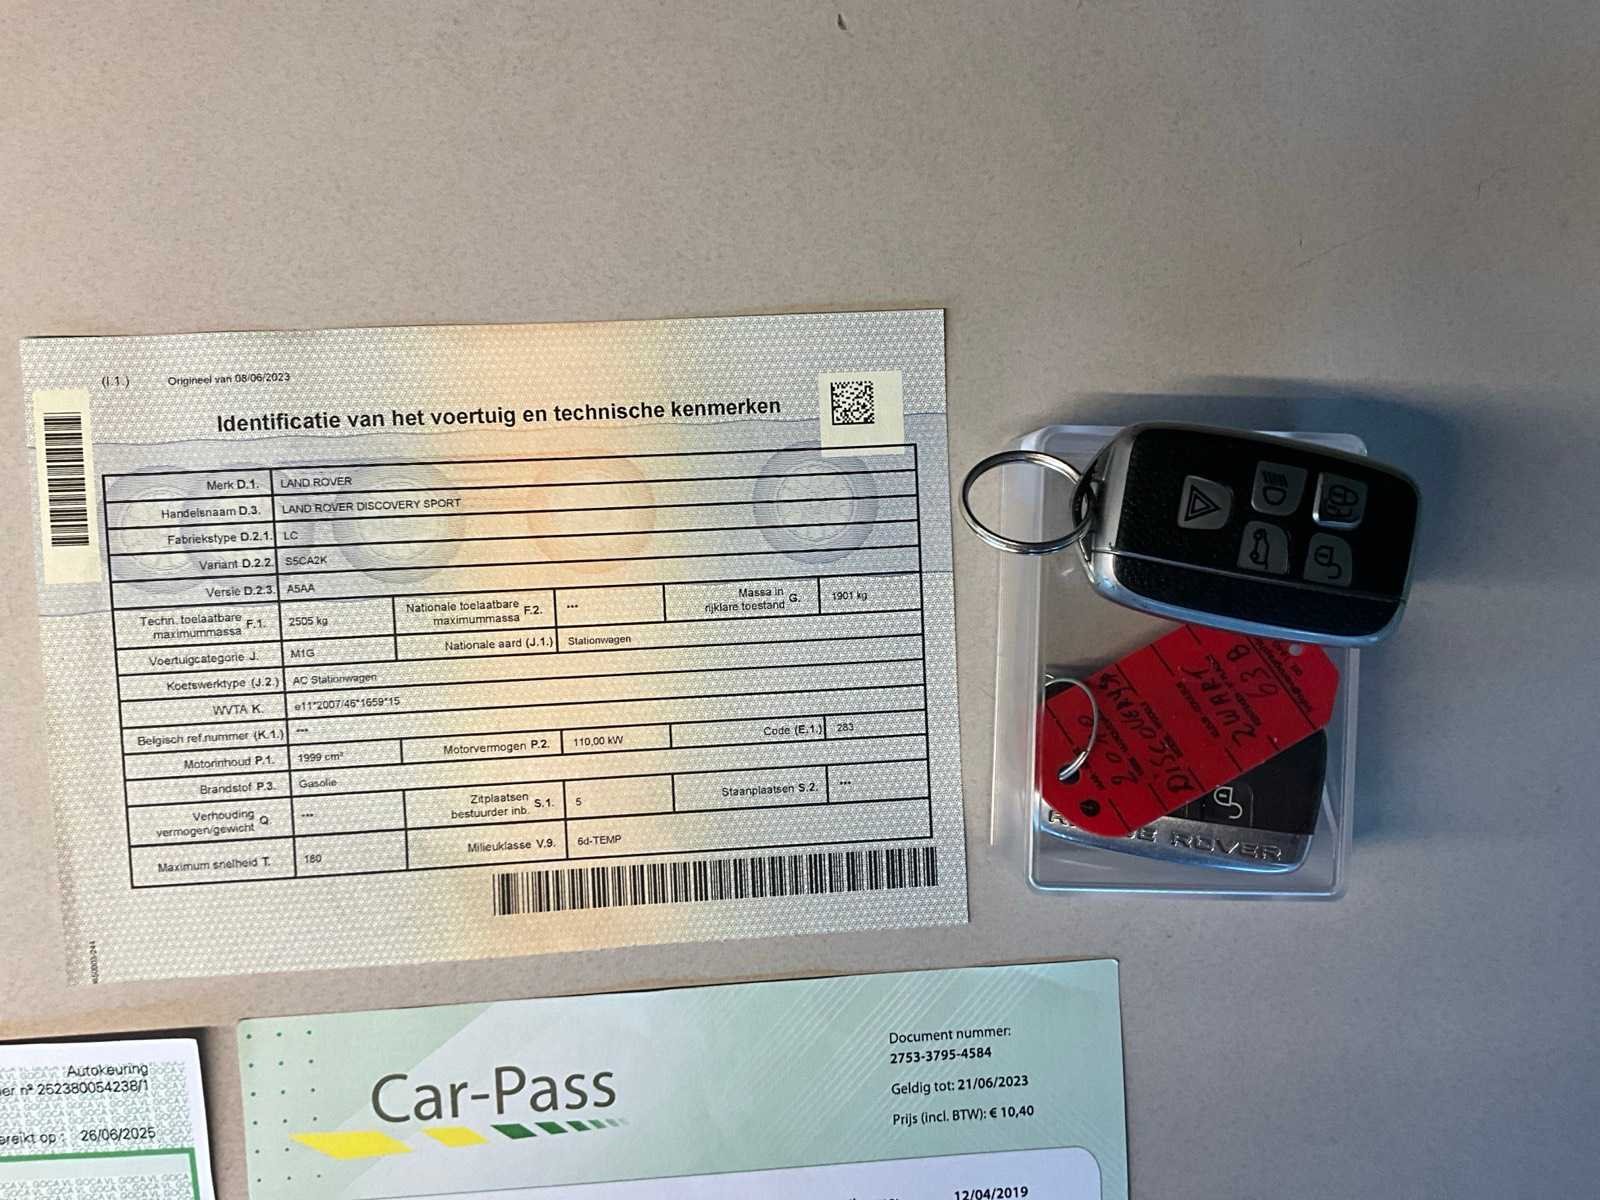 (I.1.) Origineel van 08/06/2023
Identificatie van het voertuig en technische kenmerken
Merk D.1. LAND ROVER
Handelsnaam D.3. LAND ROVER DISCOVERY SPORT
Fabriekstype D.2.1. LC
Variant D.2.2. S5CA2K
Versie D.2.3. A5AA
Techn. toelaatbare maximummassa F.1. 2505 kg Nationale toelaatbare maximummassa F.2. *** Massa in rijklare toestand G. 1901 kg
Voertuigcategorie J. M1G Nationale aard (J.1.) Stationwagen
Koetswerktype (J.2.) AC Stationwagen
WVTA K. e11*2007/46*1659*15
Belgisch ref.nummer (K.1.) ***
Motorinhoud P.1. 1999 cm³ Motorvermogen P.2. 110,00 kW Code (E.1.) 283
Brandstof P.3. Gasolie
Verhouding vermogen/gewicht Q. *** Zitplaatsen bestuurder inb. S.1. 5 Staanplaatsen S.2. ***
Maximum snelheid T. 180 Milieuklasse V.9. 6d-TEMP
ZWART
63 B
ROVER
Autokeuring
n° 252380054238/1
26/06/2025
Car-Pass
Document nummer:
2753-3795-4584
Geldig tot: 21/06/2023
Prijs (incl. BTW): € 10,40
12/04/2019